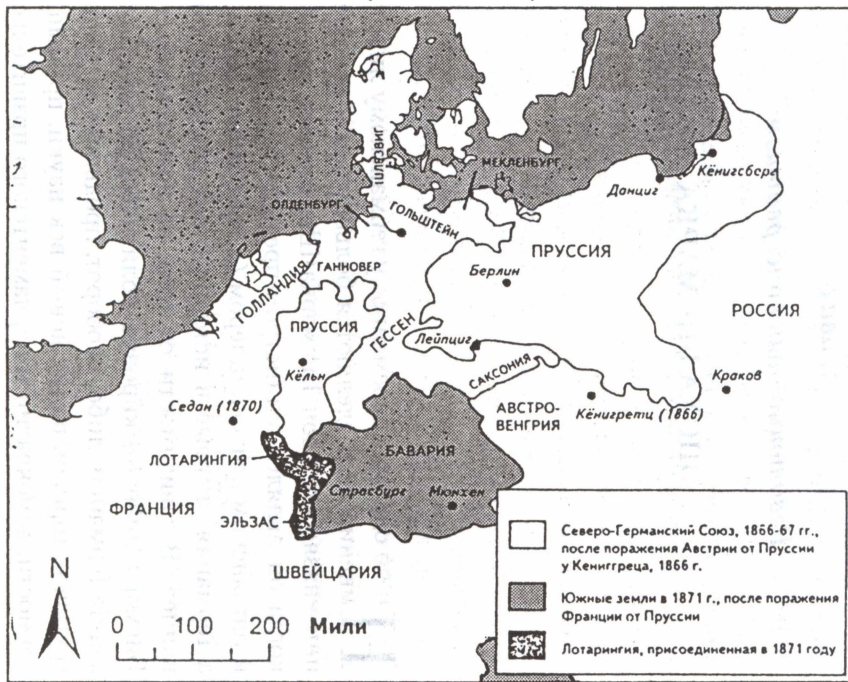 ШЛЕЗВИГ
МЕКЛЕНБУРГ
Кёнигсберг
Данциг
ОЛДЕНБУРГ
ГОЛЬШТЕЙН
ПРУССИЯ
ГАННОВЕР
Берлин
ГОЛЛАНДИЯ
РОССИЯ
ПРУССИЯ
ГЕССЕН
Лейпциг
Кёльн
САКСОНИЯ
Краков
Седан (1870)
АВСТРО-
ВЕНГРИЯ
Кёнигретц (1866)
ЛОТАРИНГИЯ
БАВАРИЯ
Страсбург
Мюнхен
ФРАНЦИЯ
ЭЛЬЗАС
ШВЕЙЦАРИЯ
Северо-Германский Союз, 1866-67 гг.,
после поражения Австрии от Пруссии
у Кениггреца, 1866 г.
Южные земли в 1871 г., после поражения
Франции от Пруссии
Лотарингия, присоединенная в 1871 году
N
0 100 200 Мили